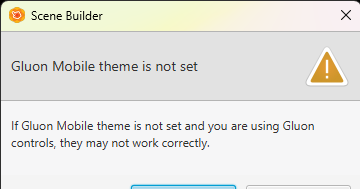 Scene Builder
Gluon Mobile theme is not set
If Gluon Mobile theme is not set and you are using Gluon
controls, they may not work correctly.